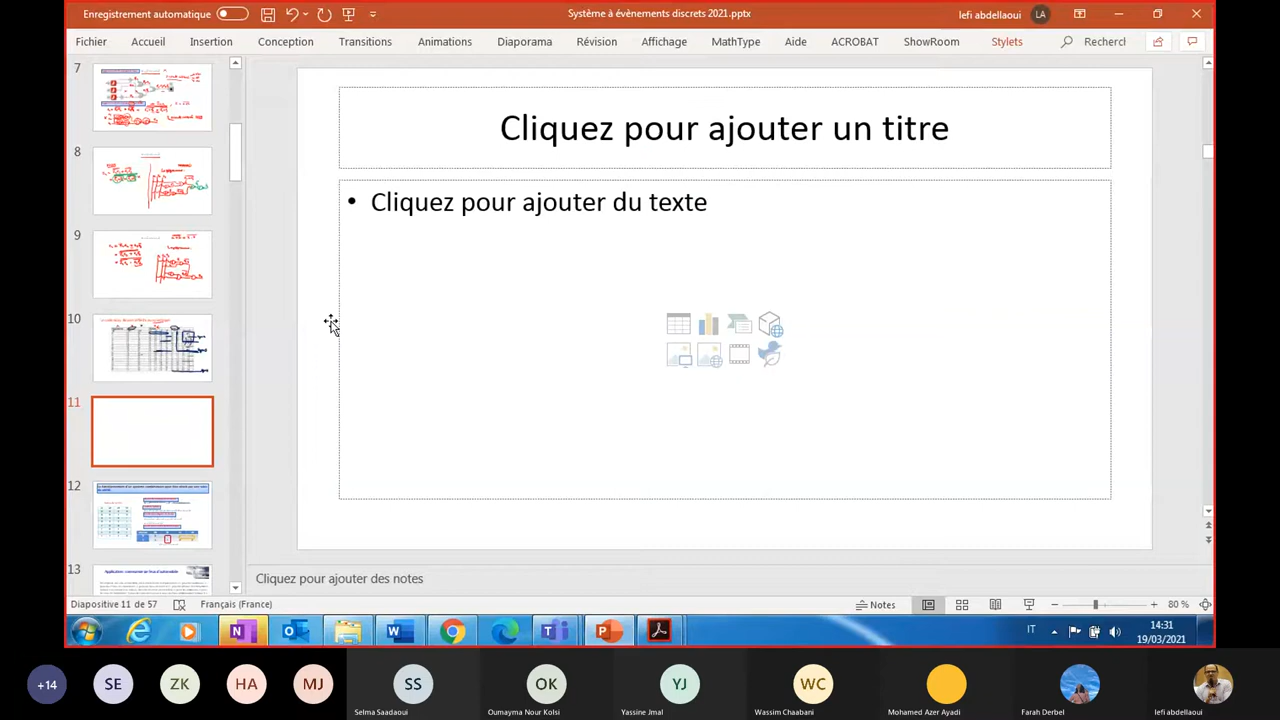 Enregistrement automatique
Système à évènements discrets 2021.pptx
lefi abdellaoui
LA
Fichier
Accueil
Insertion
Conception
Transitions
Animations
Diaporama
Révision
Affichage
MathType
Aide
ACROBAT
ShowRoom
Stylets
Recherc
7
8
9
10
11
12
13
Cliquez pour ajouter un titre
• Cliquez pour ajouter du texte
Cliquez pour ajouter des notes
Diapositive 11 de 57
Français (France)
Notes
80 %
IT
14:31
19/03/2021
+14
SE
ZK
HA
MJ
SS
Selma Saadaoui
OK
Oumayma Nour Kolsi
YJ
Yassine Jmal
WC
Wassim Chaabani
Mohamed Azer Ayadi
Farah Derbel
lefi abdellaoui